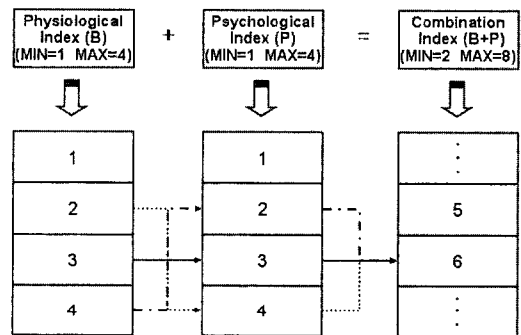 Physiological
Index (B)
(MIN=1 MAX=4)
+
Psychological
Index (P)
(MIN=1 MAX=4)
=
Combination
Index (B+P)
(MIN=2 MAX=8)
1
1
⋮
2
2
5
3
3
6
4
4
⋮